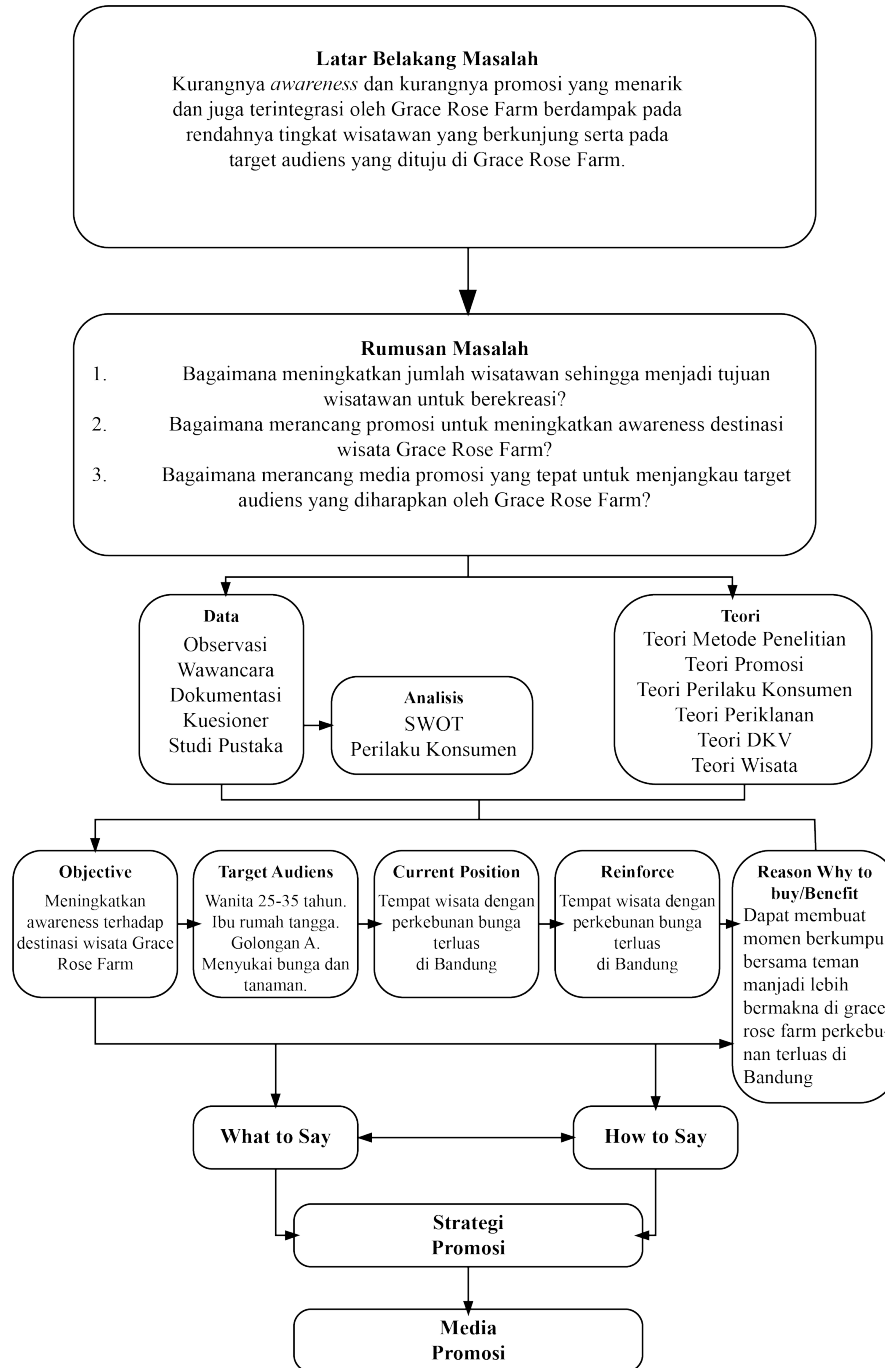 Latar Belakang Masalah
Kurangnya awareness dan kurangnya promosi yang menarik
dan juga terintegrasi oleh Grace Rose Farm berdampak pada
rendahnya tingkat wisatawan yang berkunjung serta pada
target audiens yang dituju di Grace Rose Farm.
Rumusan Masalah
1. Bagaimana meningkatkan jumlah wisatawan sehingga menjadi tujuan
wisatawan untuk berekreasi?
2. Bagaimana merancang promosi untuk meningkatkan awareness destinasi
wisata Grace Rose Farm?
3. Bagaimana merancang media promosi yang tepat untuk menjangkau target
audiens yang diharapkan oleh Grace Rose Farm?
Data
Observasi
Wawancara
Dokumentasi
Kuesioner
Studi Pustaka
Analisis
SWOT
Perilaku Konsumen
Teori
Teori Metode Penelitian
Teori Promosi
Teori Perilaku Konsumen
Teori Periklanan
Teori DKV
Teori Wisata
Objective
Meningkatkan
awareness terhadap
destinasi wisata Grace
Rose Farm
Target Audiens
Wanita 25-35 tahun.
Ibu rumah tangga.
Golongan A.
Menyukai bunga dan
tanaman.
Current Position
Tempat wisata dengan
perkebunan bunga
terluas
di Bandung
Reinforce
Tempat wisata dengan
perkebunan bunga
terluas
di Bandung
Reason Why to
buy/Benefit
Dapat membuat
momen berkumpu
bersama teman
manjadi lebih
bermakna di grace
rose farm perkebu-
nan terluas di
Bandung
What to Say
How to Say
Strategi
Promosi
Media
Promosi